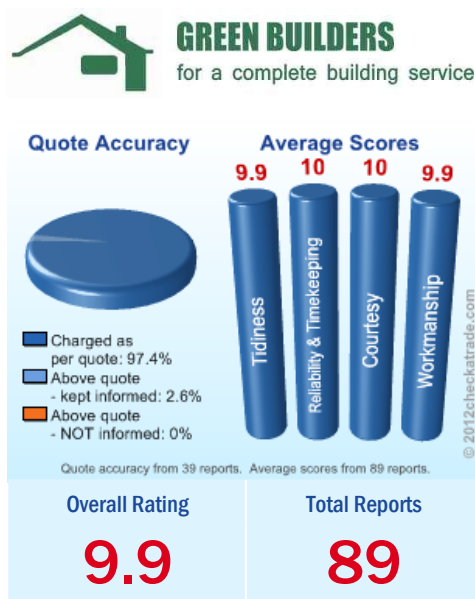 GREEN BUILDERS
for a complete building service
Quote Accuracy
Average Scores
9.9 10 10 9.9
Tidiness
Reliability & Timekeeping
Courtesy
Workmanship
Charged as
per quote: 97.4%
Above quote
- kept informed: 2.6%
Above quote
- NOT informed: 0%
© 2012checkatrade.com
Quote accuracy from 39 reports. Average scores from 89 reports.
Overall Rating
9.9
Total Reports
89